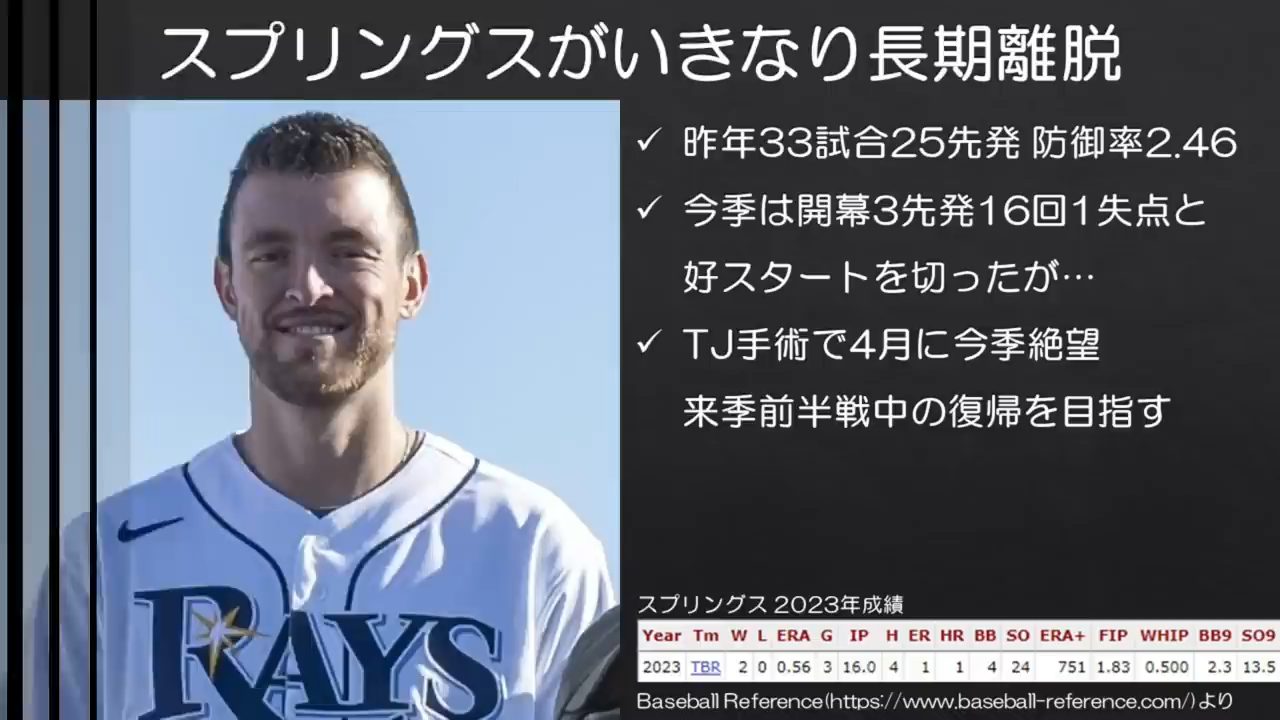 スプリングスがいきなり長期離脱
✓ 昨年33試合25先発 防御率2.46
✓ 今季は開幕3先発16回1失点と
好スタートを切ったが…
✓ TJ手術で4月に今季絶望
来季前半戦中の復帰を目指す
RAYS
スプリングス 2023年成績
Year Tm W L ERA G IP H ER HR BB SO ERA+ FIP WHIP BB9 SO9
2023 TBR 2 0 0.56 3 16.0 4 1 1 4 24 751 1.83 0.500 2.3 13.5
Baseball Reference(https://www.baseball-reference.com/)より